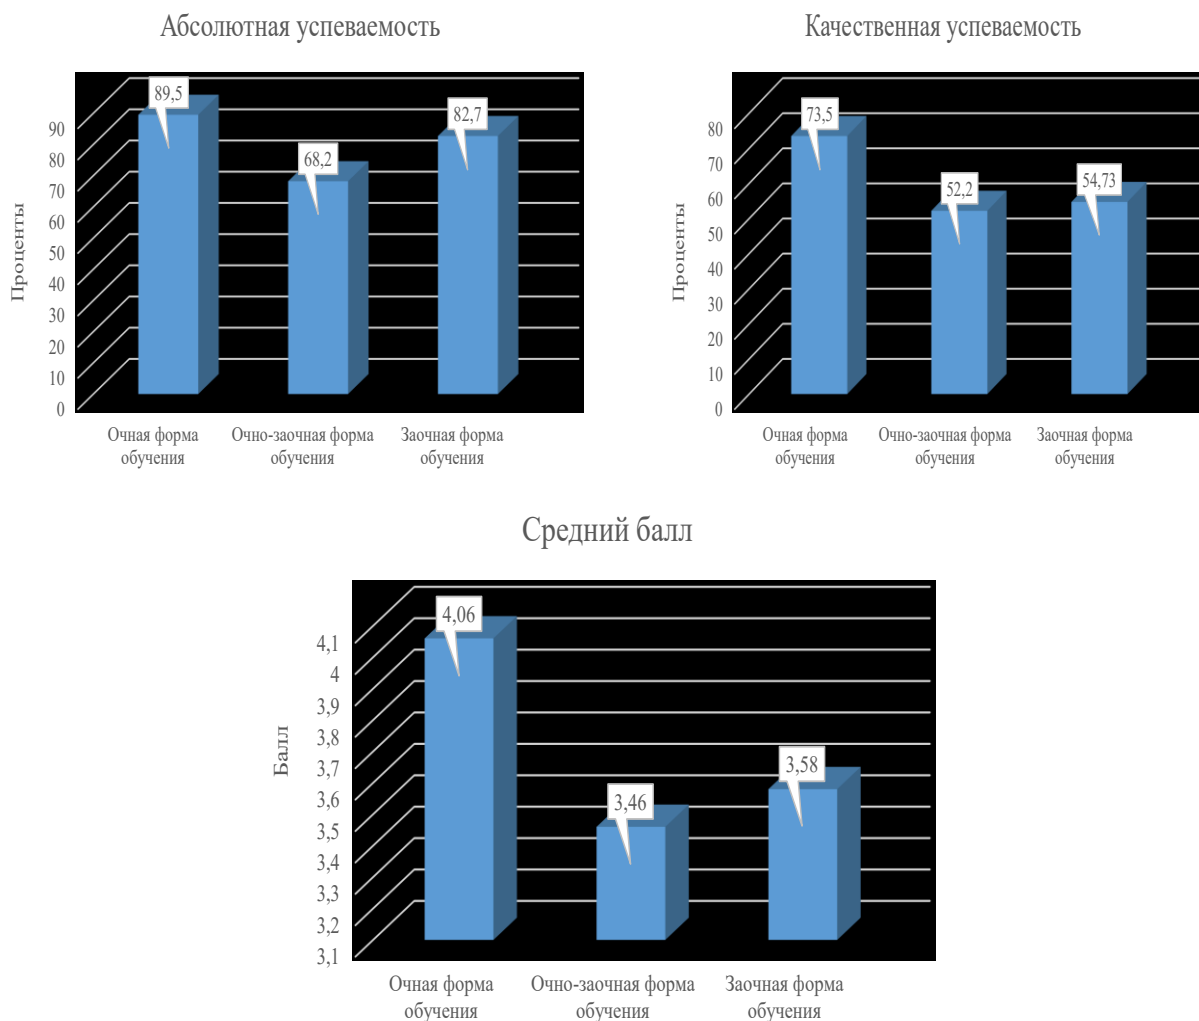 Абсолютная успеваемость
Проценты
90
80
70
60
50
40
30
20
10
0
89,5
68,2
82,7
Очная форма
обучения
Очно-заочная форма
обучения
Заочная форма
обучения
Качественная успеваемость
Проценты
80
70
60
50
40
30
20
10
0
73,5
52,2
54,73
Очная форма
обучения
Очно-заочная форма
обучения
Заочная форма
обучения
Средний балл
Балл
4,1
4
3,9
3,8
3,7
3,6
3,5
3,4
3,3
3,2
3,1
4,06
3,46
3,58
Очная форма
обучения
Очно-заочная форма
обучения
Заочная форма
обучения